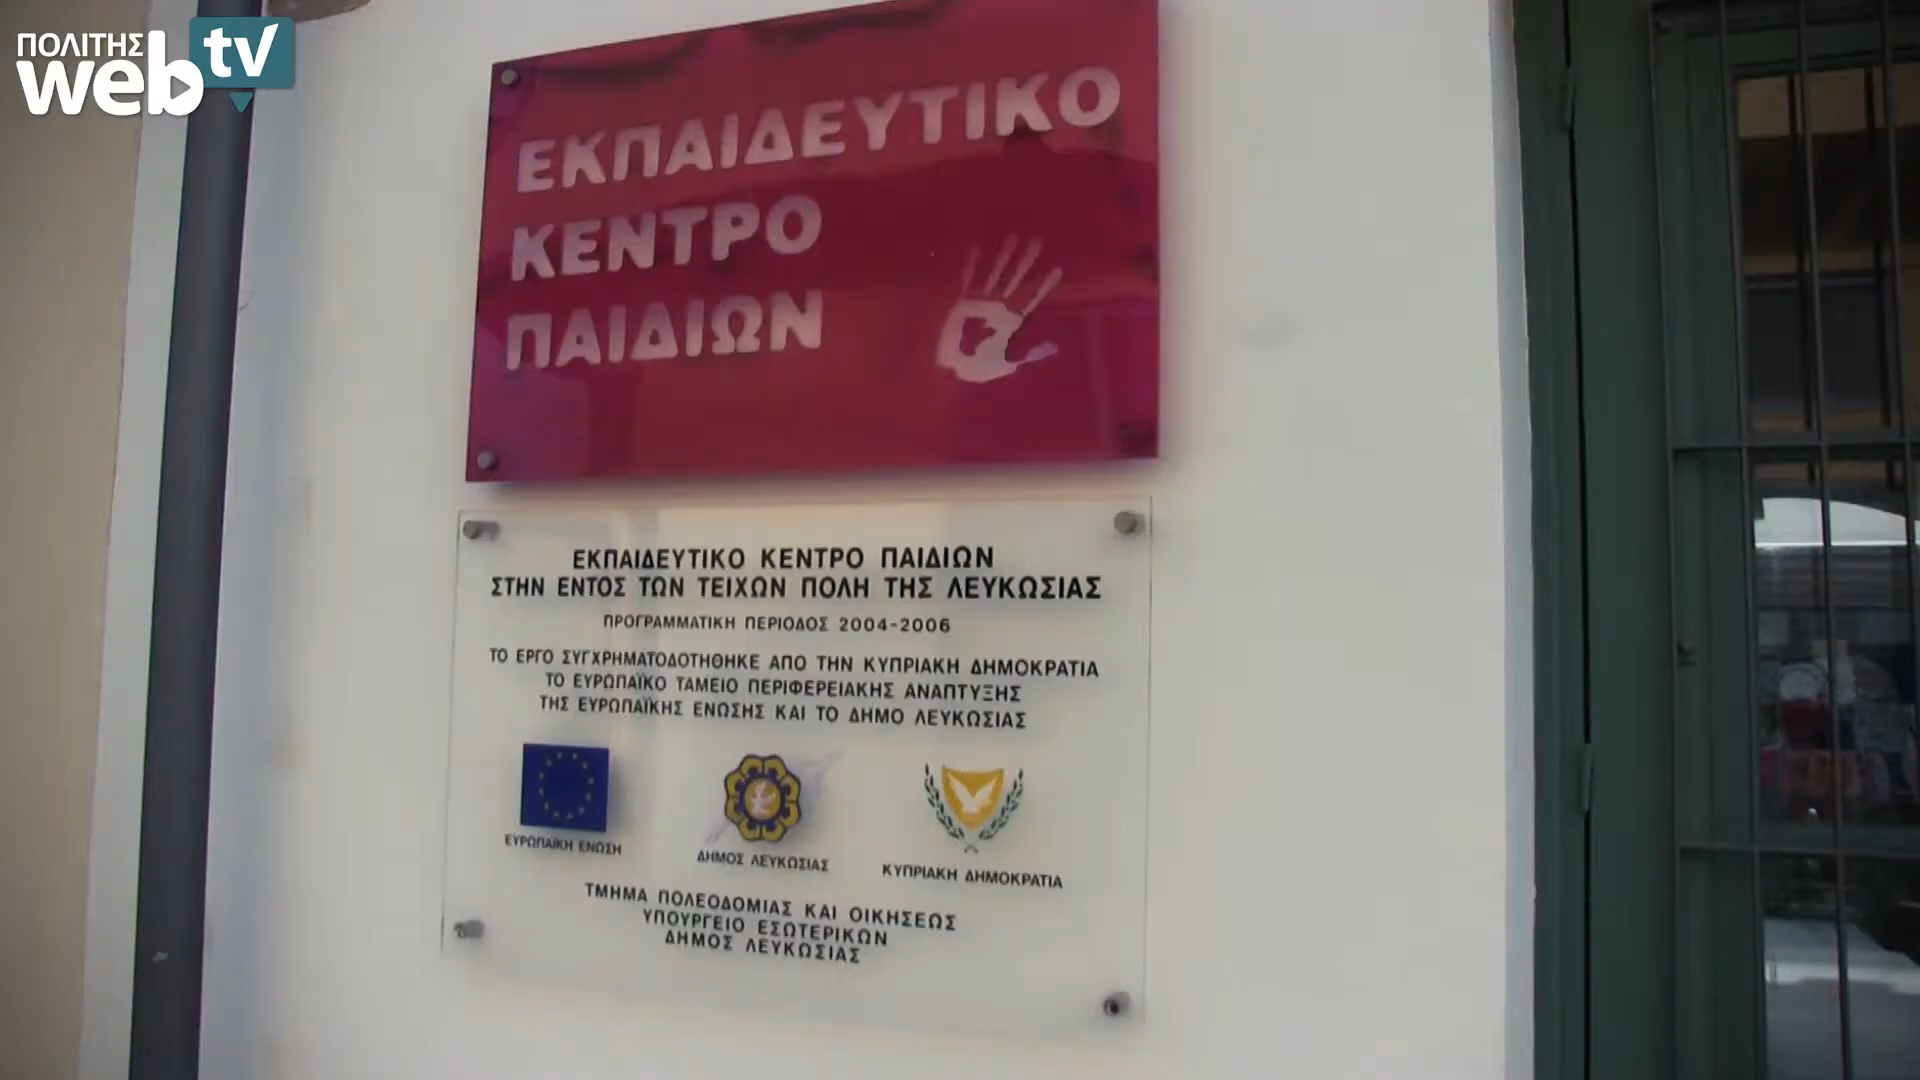 ΠΟΛΙΤΗΣ
web tv
ΕΚΠΑΙΔΕΥΤΙΚΟ
ΚΕΝΤΡΟ
ΠΑΙΔΙΩΝ
ΕΚΠΑΙΔΕΥΤΙΚΟ ΚΕΝΤΡΟ ΠΑΙΔΙΩΝ
ΣΤΗΝ ΕΝΤΟΣ ΤΩΝ ΤΕΙΧΩΝ ΠΟΛΗ ΤΗΣ ΛΕΥΚΩΣΙΑΣ
ΠΡΟΓΡΑΜΜΑΤΙΚΗ ΠΕΡΙΟΔΟΣ 2004-2006
ΤΟ ΕΡΓΟ ΣΥΓΧΡΗΜΑΤΟΔΟΤΗΘΗΚΕ ΑΠΟ ΤΗΝ ΚΥΠΡΙΑΚΗ ΔΗΜΟΚΡΑΤΙΑ
ΤΟ ΕΥΡΩΠΑΪΚΟ ΤΑΜΕΙΟ ΠΕΡΙΦΕΡΕΙΑΚΗΣ ΑΝΑΠΤΥΞΗΣ
ΤΗΣ ΕΥΡΩΠΑΪΚΗΣ ΕΝΩΣΗΣ ΚΑΙ ΤΟ ΔΗΜΟ ΛΕΥΚΩΣΙΑΣ
ΕΥΡΩΠΑΪΚΗ ΕΝΩΣΗ
ΔΗΜΟΣ ΛΕΥΚΩΣΙΑΣ
ΚΥΠΡΙΑΚΗ ΔΗΜΟΚΡΑΤΙΑ
ΤΜΗΜΑ ΠΟΛΕΟΔΟΜΙΑΣ ΚΑΙ ΟΙΚΗΣΕΩΣ
ΥΠΟΥΡΓΕΙΟ ΕΣΩΤΕΡΙΚΩΝ
ΔΗΜΟΣ ΛΕΥΚΩΣΙΑΣ